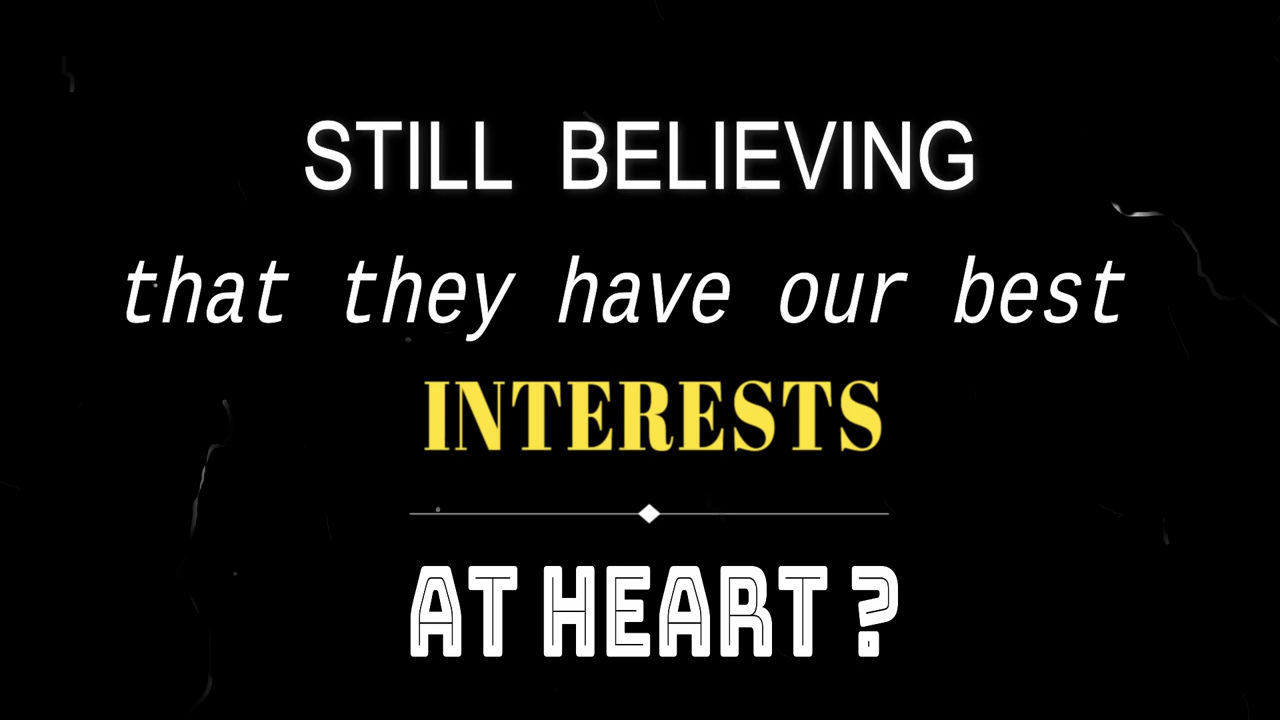 STILL BELIEVING
that they have our best
INTERESTS
AT HEART ?